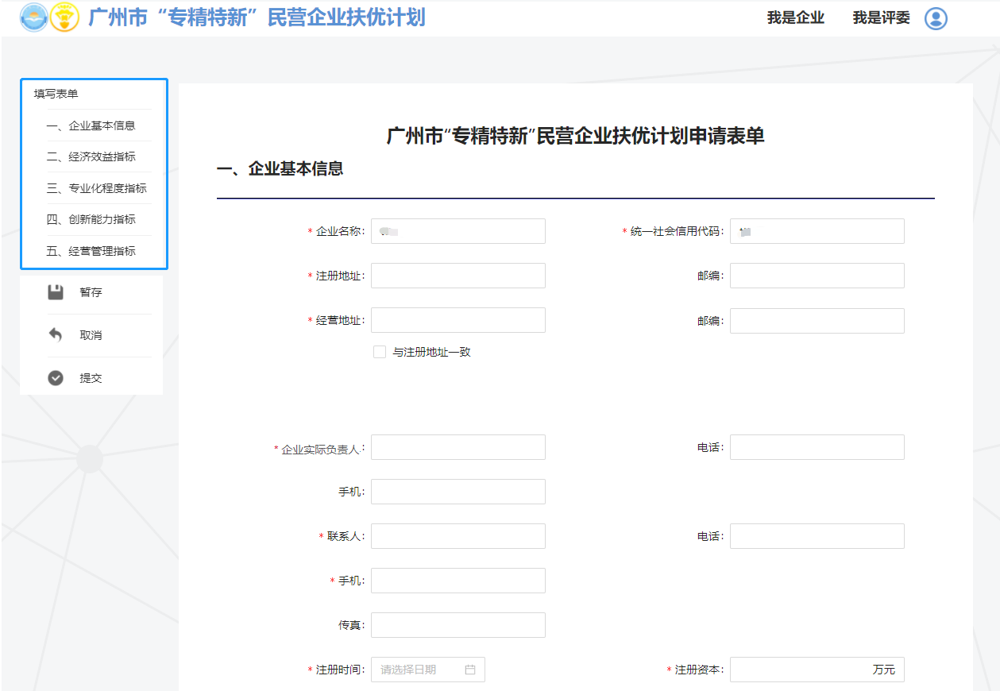 广州市“专精特新”民营企业扶优计划
我是企业
我是评委
填写表单
一、企业基本信息
二、经济效益指标
三、专业化程度指标
四、创新能力指标
五、经营管理指标
暂存
取消
提交
广州市“专精特新”民营企业扶优计划申请表单
一、企业基本信息
* 企业名称:
* 统一社会信用代码:
* 注册地址:
邮编:
* 经营地址:
邮编:
与注册地址一致
* 企业实际负责人:
电话:
手机:
* 联系人:
电话:
* 手机:
传真:
* 注册时间: 请选择日期
* 注册资本: 万元